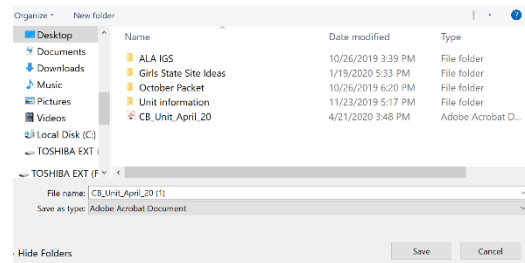 Organize New folder
Desktop
Documents
Downloads
Music
Pictures
Videos
Local Disk (C:)
TOSHIBA EXT (
TOSHIBA EXT (F
Name Date modified Type
ALA IGS 10/26/2019 3:39 PM File folder
Girls State Site Ideas 1/19/2020 5:33 PM File folder
October Packet 10/26/2019 6:20 PM File folder
Unit information 11/23/2019 5:17 PM File folder
CB_Unit_April_20 4/21/2020 3:48 PM Adobe Acrobat D...
File name: CB_Unit_April_20 (1)
Save as type: Adobe Acrobat Document
Hide Folders Save Cancel